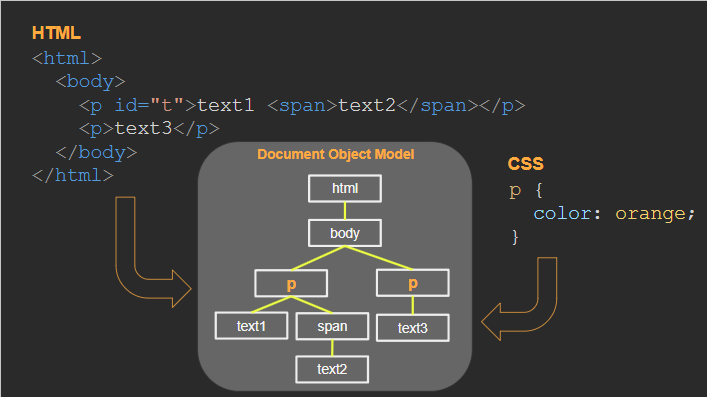 HTML
<html>
<body>
<p id="t">text1 <span>text2</span></p>
<p>text3</p>
</body>
</html>
Document Object Model
html
body
p p
text1 span text3
text2
CSS
p {
color: orange;
}